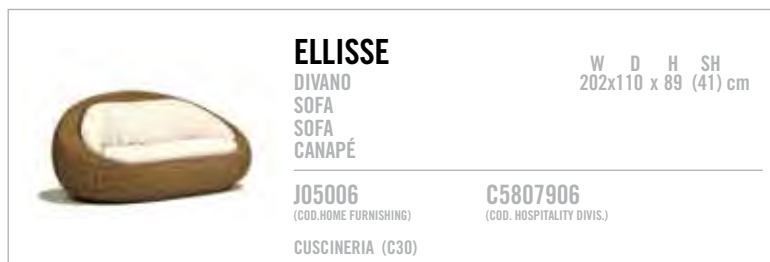 ELLISSE
DIVANO
SOFA
SOFA
CANAPÉ
W D H SH
202x110 x 89 (41) cm
J05006
(COD.HOME FURNISHING)
C5807906
(COD. HOSPITALITY DIVIS.)
CUSCINERIA (C30)